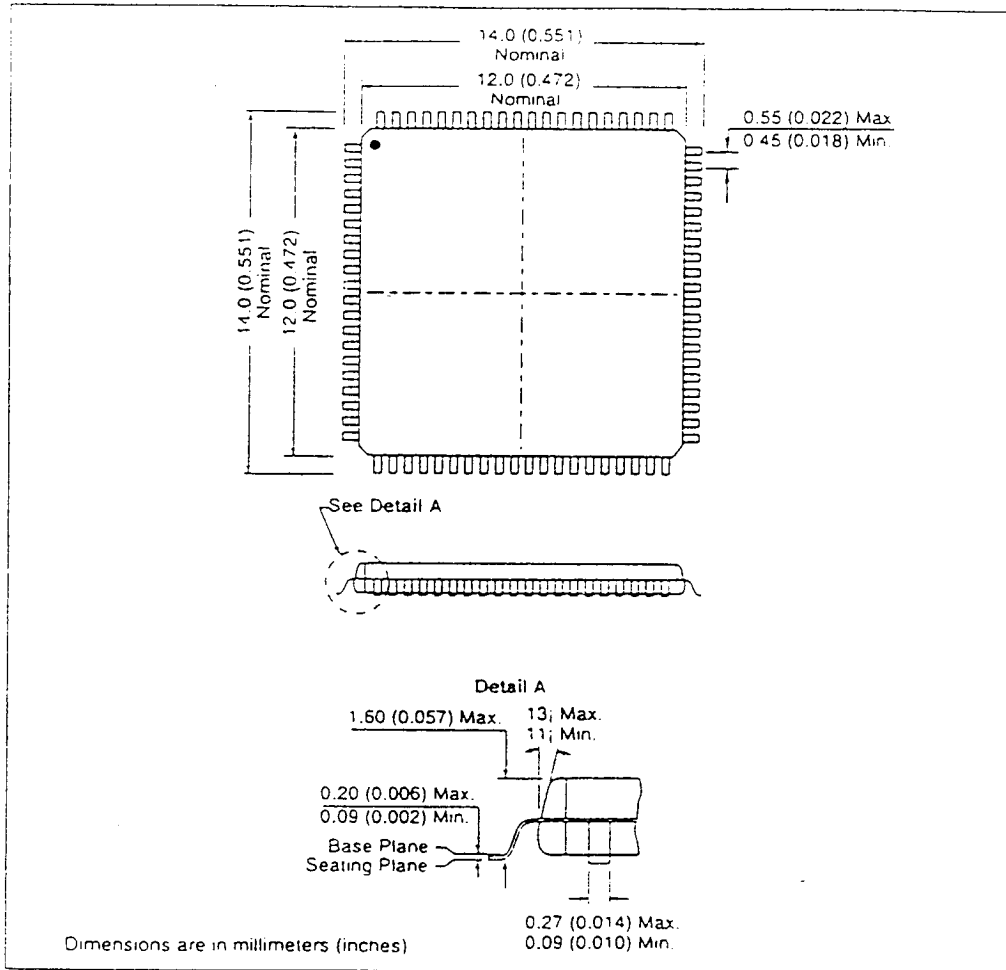 14.0 (0.551)
Nominal
12.0 (0.472)
Nominal
0.55 (0.022) Max
0.45 (0.018) Min.
14.0 (0.551)
Nominal
12.0 (0.472)
Nominal
See Detail A
Detail A
1.60 (0.057) Max.
13¡ Max.
11¡ Min.
0.20 (0.006) Max.
0.09 (0.002) Min.
Base Plane
Seating Plane
0.27 (0.014) Max.
0.09 (0.010) Min.
Dimensions are in millimeters (inches)